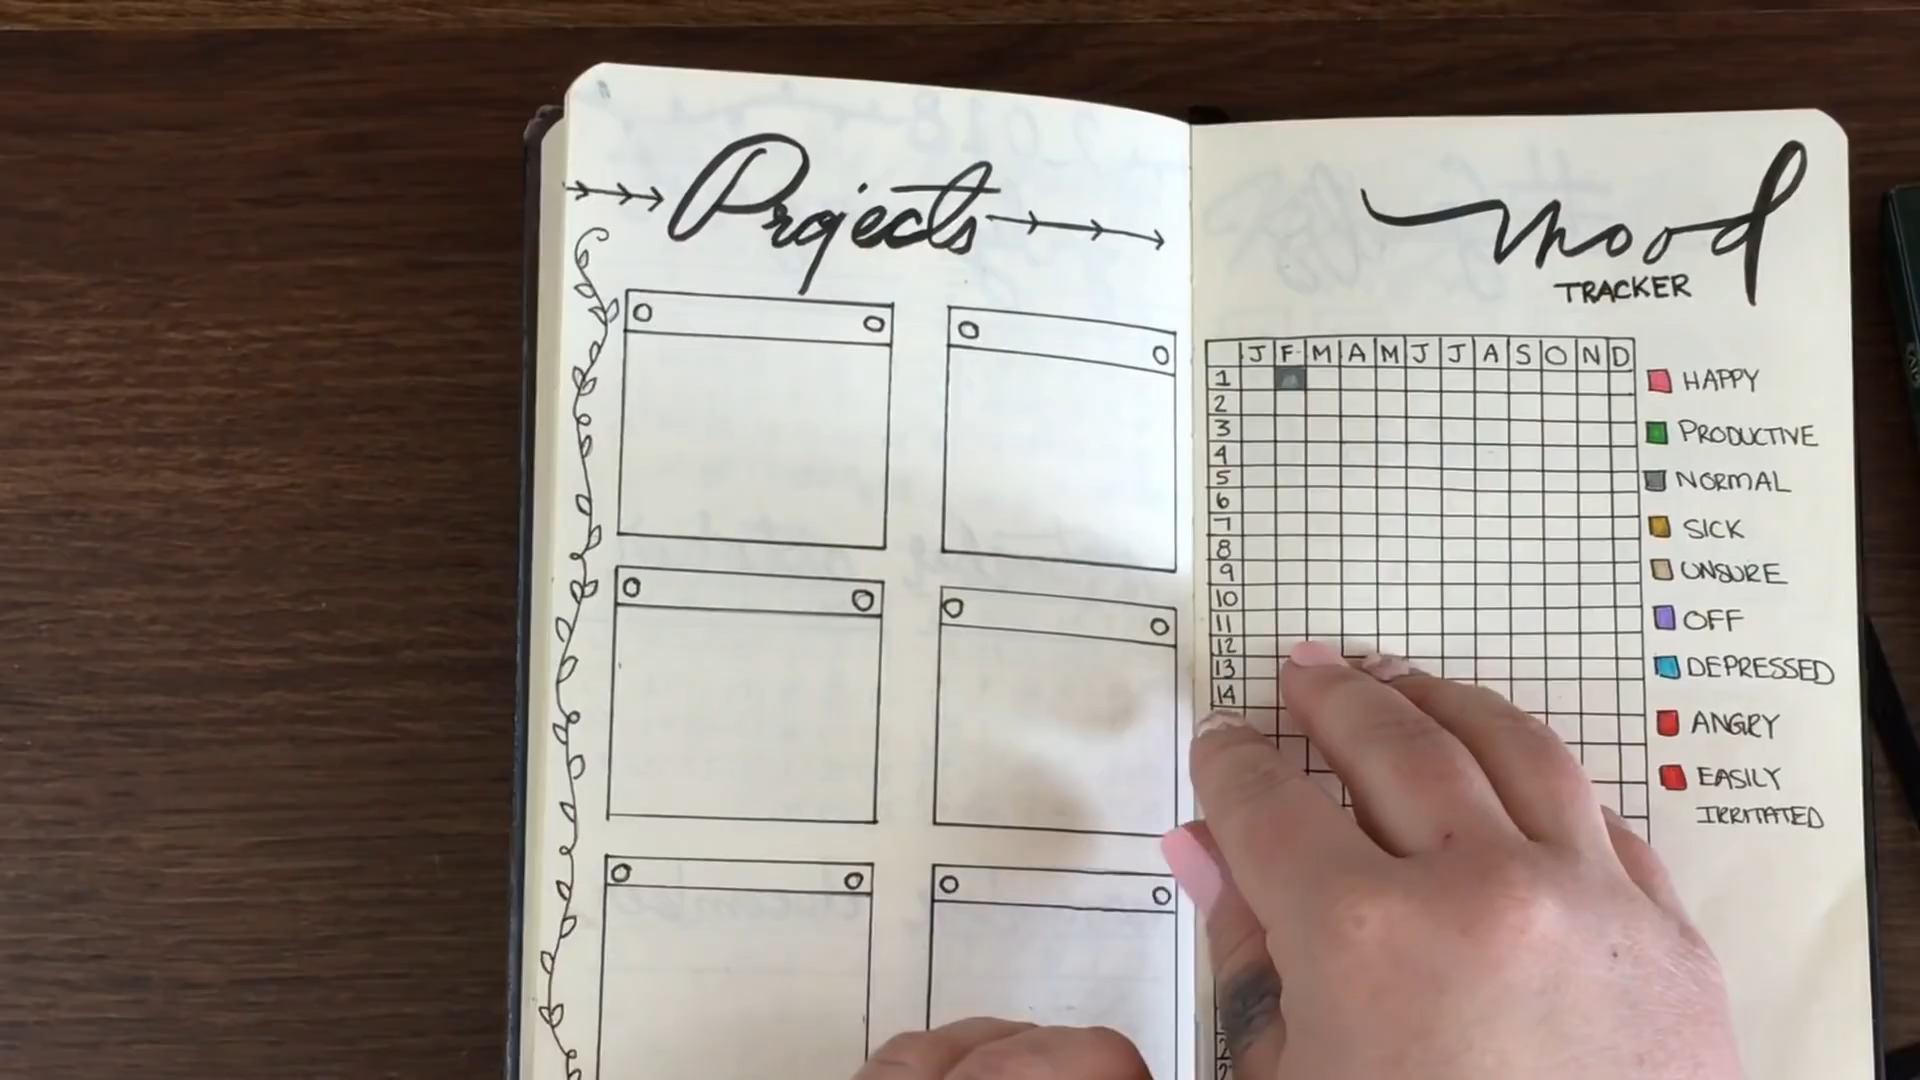 Projects
mood
TRACKER
J F M A M J J A S O N D
1
2
3
4
5
6
7
8
9
10
11
12
13
14
HAPPY
PRODUCTIVE
NORMAL
SICK
UNSURE
OFF
DEPRESSED
ANGRY
EASILY
IRRITATED